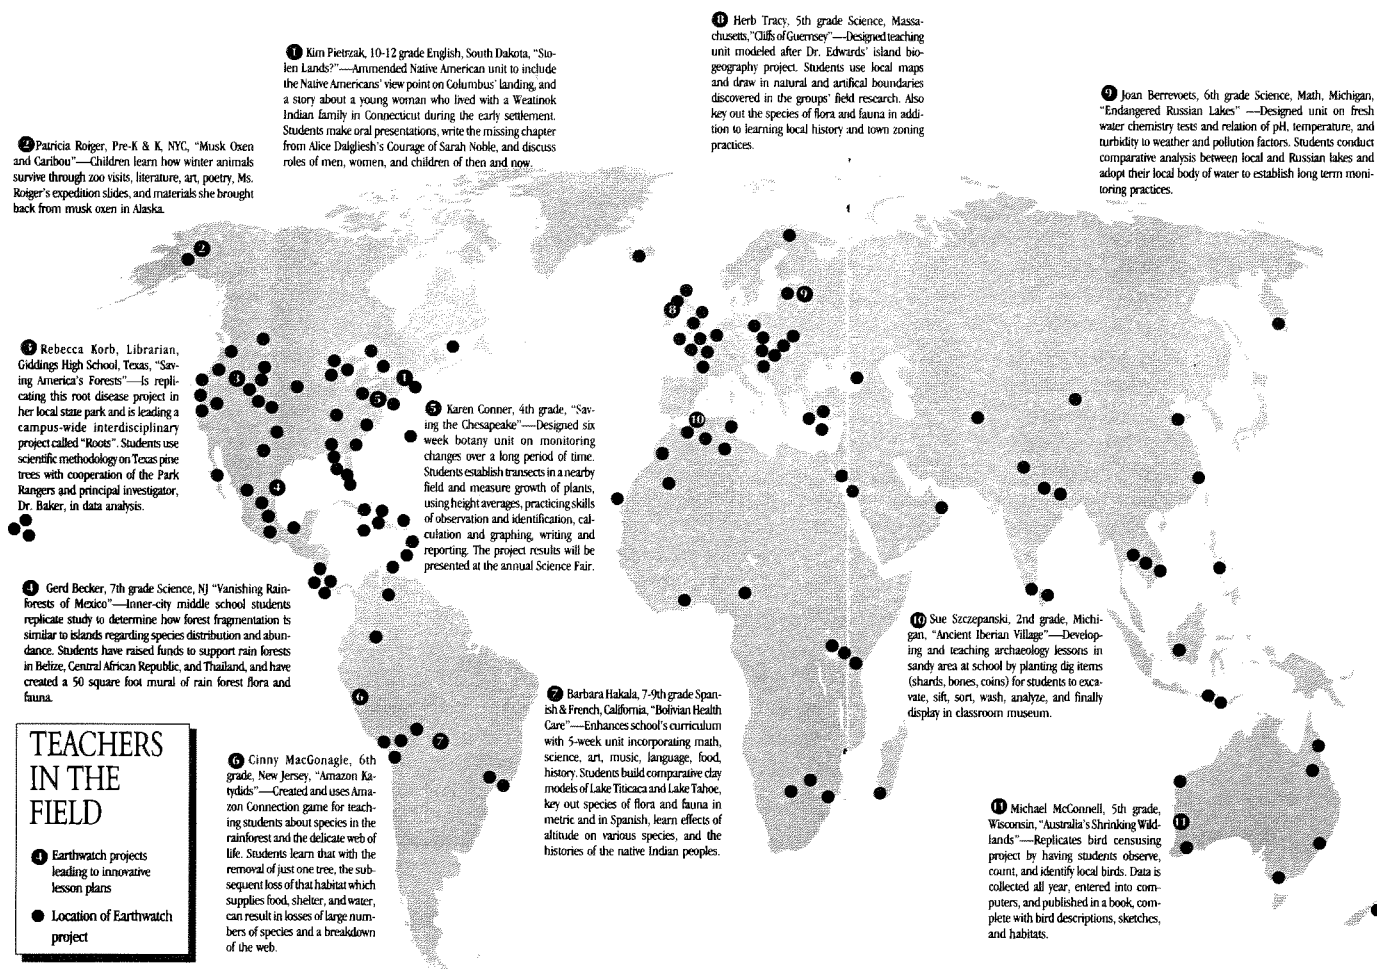 1 Kim Pietrzak, 10-12 grade English, South Dakota, "Sto-
len Lands?"—Ammended Native American unit to include
the Native Americans' view point on Columbus' landing, and
a story about a young woman who lived with a Weatinok
Indian family in Connecticut during the early settlement.
Students make oral presentations, write the missing chapter
from Alice Dalgliesh's Courage of Sarah Noble, and discuss
roles of men, women, and children of then and now.
2 Patricia Roiger, Pre-K & K, NYC, "Musk Oxen
and Caribou"—Children learn how winter animals
survive through zoo visits, literature, art, poetry, Ms.
Roiger's expedition slides, and materials she brought
back from musk oxen in Alaska.
8 Herb Tracy, 5th grade Science, Massa-
chusetts, "Cliffs of Guernsey"—Designed teaching
unit modeled after Dr. Edwards' island bio-
geography project. Students use local maps
and draw in natural and artifical boundaries
discovered in the groups' field research. Also
key out the species of flora and fauna in addi-
tion to learning local history and town zoning
practices.
9 Joan Berrevoets, 6th grade Science, Math, Michigan,
"Endangered Russian Lakes" —Designed unit on fresh
water chemistry tests and relation of pH, temperature, and
turbidity to weather and pollution factors. Students conduct
comparative analysis between local and Russian lakes and
adopt their local body of water to establish long term moni-
toring practices.
2
9
8
3
1
5
10
4
6
7
11
3 Rebecca Korb, Librarian,
Giddings High School, Texas, "Sav-
ing America's Forests"—Is repli-
cating this root disease project in
her local state park and is leading a
campus-wide interdisciplinary
project called "Roots". Students use
scientific methodology on Texas pine
trees with cooperation of the Park
Rangers and principal investigator,
Dr. Baker, in data analysis.
5 Karen Conner, 4th grade, "Sav-
ing the Chesapeake"—Designed six
week botany unit on monitoring
changes over a long period of time.
Students establish transects in a nearby
field and measure growth of plants,
using height averages, practicing skills
of observation and identification, cal-
culation and graphing, writing and
reporting. The project results will be
presented at the annual Science Fair.
4 Gerd Becker, 7th grade Science, NJ "Vanishing Rain-
forests of Mexico"—Inner-city middle school students
replicate study to determine how forest fragmentation is
similar to islands regarding species distribution and abun-
dance. Students have raised funds to support rain forests
in Belize, Central African Republic, and Thailand, and have
created a 50 square foot mural of rain forest flora and
fauna.
10 Sue Szczepanski, 2nd grade, Michi-
gan, "Ancient Iberian Village"—Develop-
ing and teaching archaeology lessons in
sandy area at school by planting dig items
(shards, bones, coins) for students to exca-
vate, sift, sort, wash, analyze, and finally
display in classroom museum.
7 Barbara Hakala, 7-9th grade Span-
ish & French, California, "Bolivian Health
Care"—Enhances school's curriculum
with 5-week unit incorporating math,
science, art, music, language, food,
history. Students build comparative clay
models of Lake Titicaca and Lake Tahoe,
key out species of flora and fauna in
metric and in Spanish, learn effects of
altitude on various species, and the
histories of the native Indian peoples.
6 Ginny MacGonagle, 6th
grade, New Jersey, "Amazon Ka-
tydids"—Created and uses Ama-
zon Connection game for teach-
ing students about species in the
rainforest and the delicate web of
life. Students learn that with the
removal of just one tree, the sub-
sequent loss of that habitat which
supplies food, shelter, and water,
can result in losses of large num-
bers of species and a breakdown
of the web.
11 Michael McConnell, 5th grade,
Wisconsin, "Australia's Shrinking Wild-
lands"—Replicates bird censusing
project by having students observe,
count, and identify local birds. Data is
collected all year, entered into com-
puters, and published in a book, com-
plete with bird descriptions, sketches,
and habitats.
TEACHERS
IN THE
FIELD
4 Earthwatch projects
leading to innovative
lesson plans
Location of Earthwatch
project